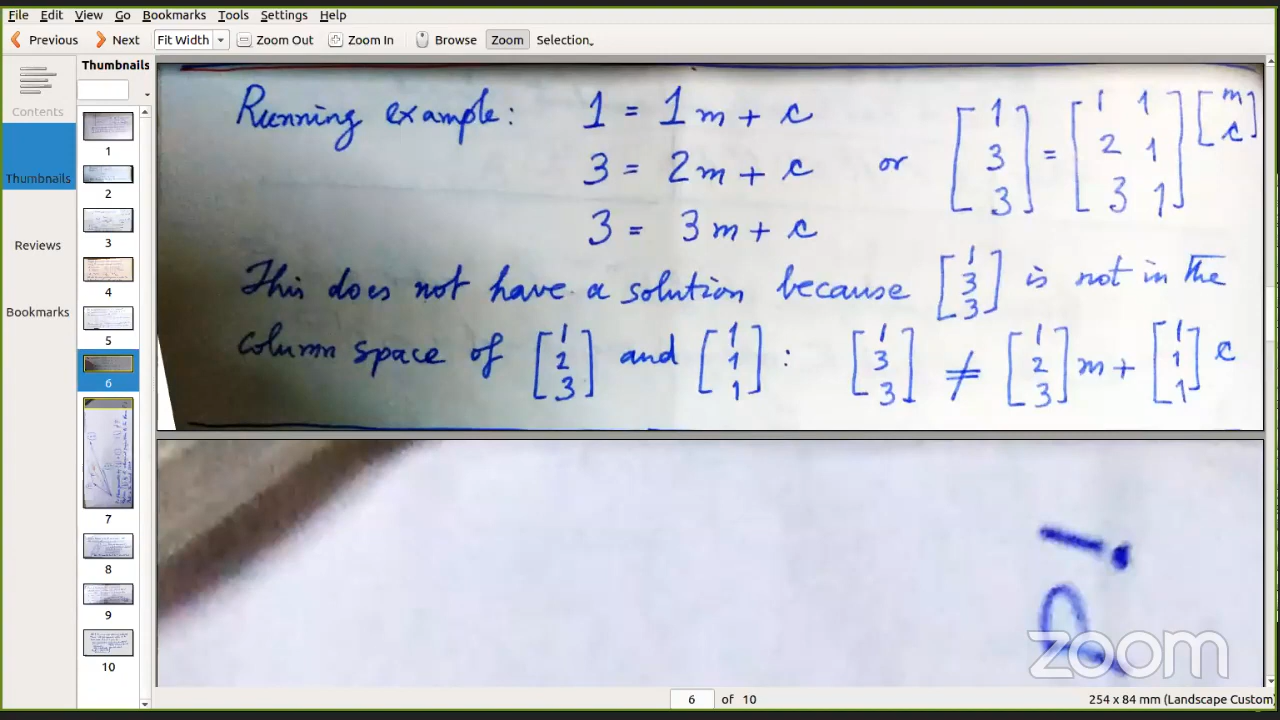 File Edit View Go Bookmarks Tools Settings Help
Previous Next Fit Width Zoom Out Zoom In Browse Zoom Selection
Contents
Thumbnails
Reviews
Bookmarks
Thumbnails
1
2
3
4
5
6
7
8
9
10
Running example: 1 = 1m + c
3 = 2m + c or [1 3 3] = [1 1 2 1 3 1] [m c]
3 = 3m + c
This does not have a solution because [1 3 3] is not in the
column space of [1 2 3] and [1 1 1] : [1 3 3] ≠ [1 2 3] m + [1 1 1] c
zoom
6 of 10 254 x 84 mm (Landscape Custom)